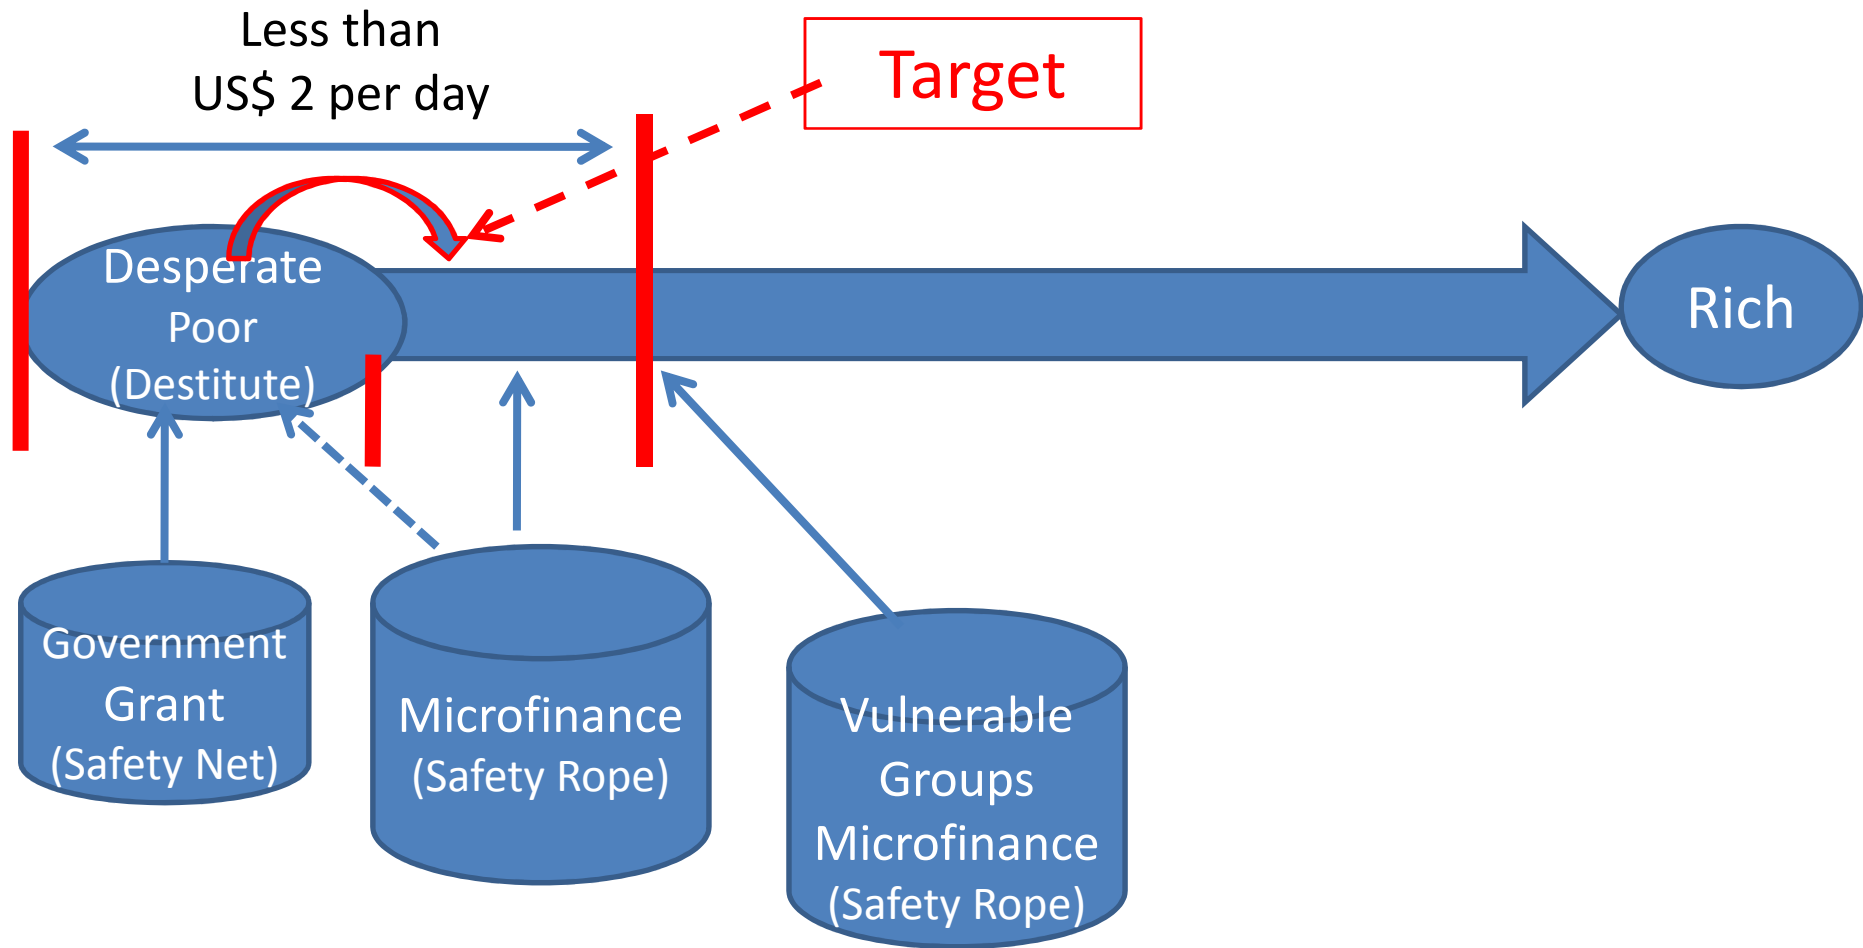 Less than
US$ 2 per day
Target
Desperate
Poor
(Destitute)
Rich
Government
Grant
(Safety Net)
Microfinance
(Safety Rope)
Vulnerable
Groups
Microfinance
(Safety Rope)